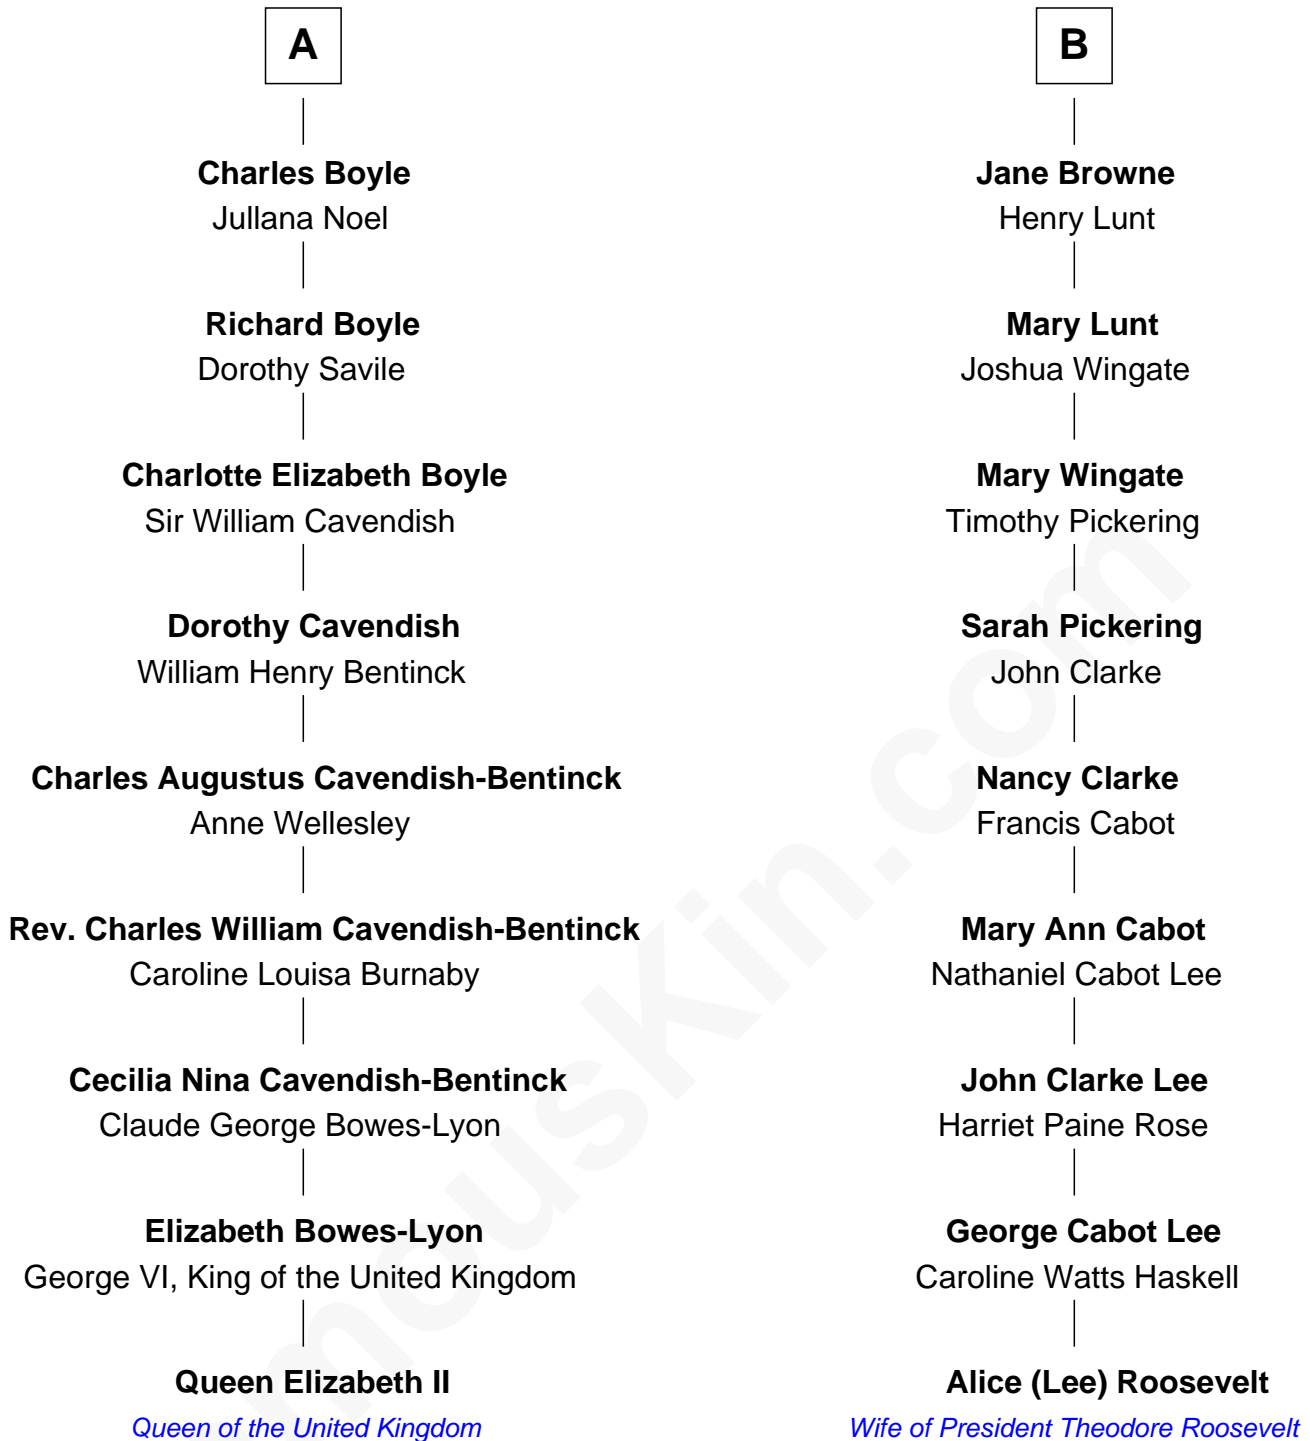 A
Charles Boyle
Jullana Noel
Richard Boyle
Dorothy Savile
Charlotte Elizabeth Boyle
Sir William Cavendish
Dorothy Cavendish
William Henry Bentinck
Charles Augustus Cavendish-Bentinck
Anne Wellesley
Rev. Charles William Cavendish-Bentinck
Caroline Louisa Burnaby
Cecilia Nina Cavendish-Bentinck
Claude George Bowes-Lyon
Elizabeth Bowes-Lyon
George VI, King of the United Kingdom
Queen Elizabeth II
Queen of the United Kingdom
B
Jane Browne
Henry Lunt
Mary Lunt
Joshua Wingate
Mary Wingate
Timothy Pickering
Sarah Pickering
John Clarke
Nancy Clarke
Francis Cabot
Mary Ann Cabot
Nathaniel Cabot Lee
John Clarke Lee
Harriet Paine Rose
George Cabot Lee
Caroline Watts Haskell
Alice (Lee) Roosevelt
Wife of President Theodore Roosevelt
mouskin.com